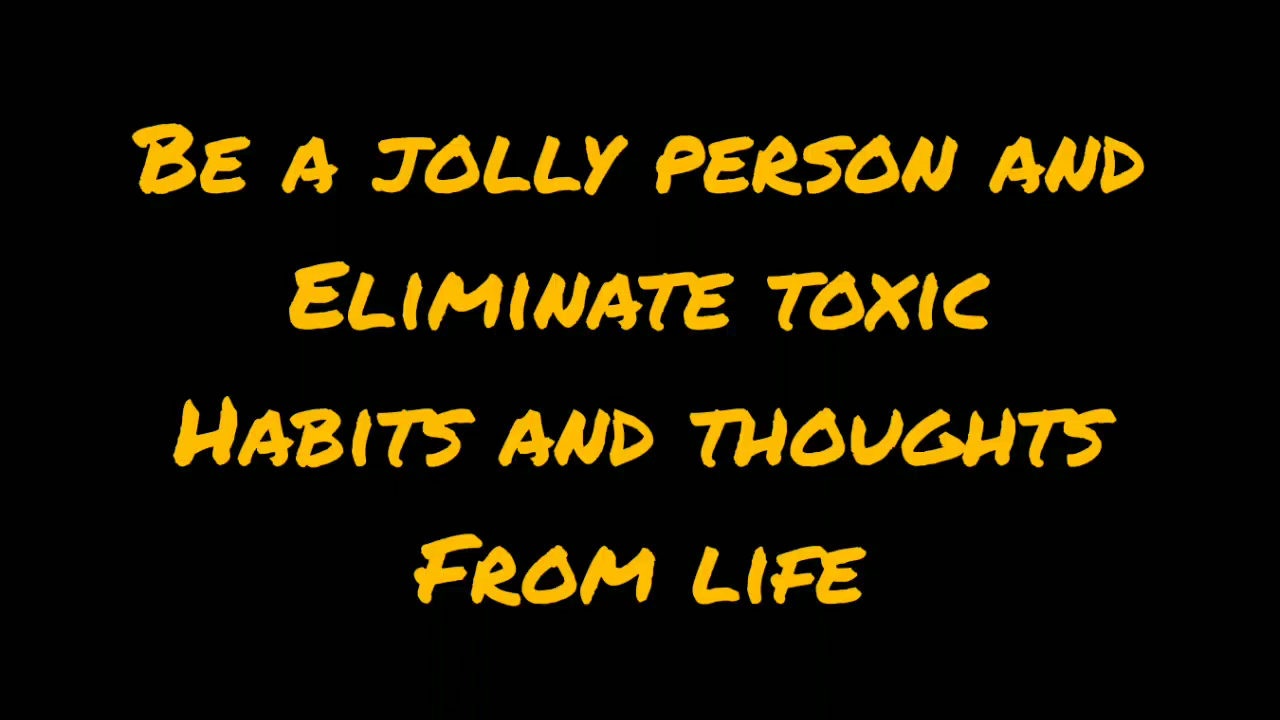 Be a jolly person and
Eliminate toxic
Habits and thoughts
From life